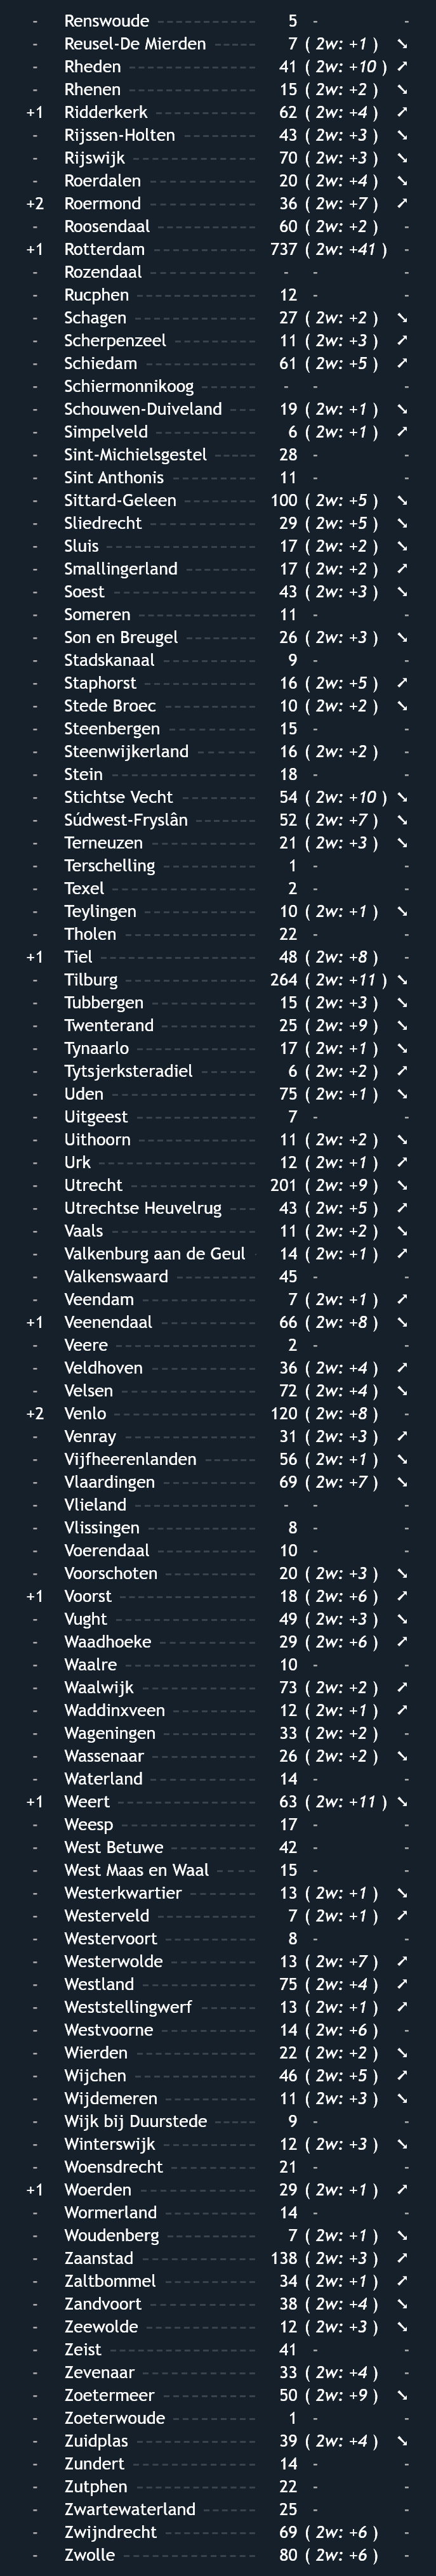 - Renswoude 5 - -
- Reusel-De Mierden 7 ( 2w: +1 ) ➘
- Rheden 41 ( 2w: +10 ) ➚
- Rhenen 15 ( 2w: +2 ) ➘
+1 Ridderkerk 62 ( 2w: +4 ) ➚
- Rijssen-Holten 43 ( 2w: +3 ) ➘
- Rijswijk 70 ( 2w: +3 ) ➘
- Roerdalen 20 ( 2w: +4 ) ➘
+2 Roermond 36 ( 2w: +7 ) ➚
- Roosendaal 60 ( 2w: +2 ) -
+1 Rotterdam 737 ( 2w: +41 ) -
- Rozendaal - - -
- Rucphen 12 - -
- Schagen 27 ( 2w: +2 ) ➘
- Scherpenzeel 11 ( 2w: +3 ) ➚
- Schiedam 61 ( 2w: +5 ) ➚
- Schiermonnikoog - - -
- Schouwen-Duiveland 19 ( 2w: +1 ) ➘
- Simpelveld 6 ( 2w: +1 ) ➚
- Sint-Michielsgestel 28 - -
- Sint Anthonis 11 - -
- Sittard-Geleen 100 ( 2w: +5 ) ➘
- Sliedrecht 29 ( 2w: +5 ) ➘
- Sluis 17 ( 2w: +2 ) ➘
- Smallingerland 17 ( 2w: +2 ) ➚
- Soest 43 ( 2w: +3 ) ➘
- Someren 11 - -
- Son en Breugel 26 ( 2w: +3 ) ➘
- Stadskanaal 9 - -
- Staphorst 16 ( 2w: +5 ) ➚
- Stede Broec 10 ( 2w: +2 ) ➘
- Steenbergen 15 - -
- Steenwijkerland 16 ( 2w: +2 ) -
- Stein 18 - -
- Stichtse Vecht 54 ( 2w: +10 ) ➘
- Súdwest-Fryslân 52 ( 2w: +7 ) ➘
- Terneuzen 21 ( 2w: +3 ) ➘
- Terschelling 1 - -
- Texel 2 - -
- Teylingen 10 ( 2w: +1 ) ➘
- Tholen 22 - -
+1 Tiel 48 ( 2w: +8 ) -
- Tilburg 264 ( 2w: +11 ) ➘
- Tubbergen 15 ( 2w: +3 ) ➘
- Twenterand 25 ( 2w: +9 ) ➘
- Tynaarlo 17 ( 2w: +1 ) ➘
- Tytsjerksteradiel 6 ( 2w: +2 ) ➚
- Uden 75 ( 2w: +1 ) ➘
- Uitgeest 7 - -
- Uithoorn 11 ( 2w: +2 ) ➘
- Urk 12 ( 2w: +1 ) ➚
- Utrecht 201 ( 2w: +9 ) ➘
- Utrechtse Heuvelrug 43 ( 2w: +5 ) ➚
- Vaals 11 ( 2w: +2 ) ➘
- Valkenburg aan de Geul 14 ( 2w: +1 ) ➚
- Valkenswaard 45 - -
- Veendam 7 ( 2w: +1 ) ➚
+1 Veenendaal 66 ( 2w: +8 ) ➘
- Veere 2 - -
- Veldhoven 36 ( 2w: +4 ) ➚
- Velsen 72 ( 2w: +4 ) ➘
+2 Venlo 120 ( 2w: +8 ) -
- Venray 31 ( 2w: +3 ) ➚
- Vijfheerenlanden 56 ( 2w: +1 ) ➘
- Vlaardingen 69 ( 2w: +7 ) ➘
- Vlieland - - -
- Vlissingen 8 - -
- Voerendaal 10 - -
- Voorschoten 20 ( 2w: +3 ) ➘
+1 Voorst 18 ( 2w: +6 ) ➚
- Vught 49 ( 2w: +3 ) ➘
- Waadhoeke 29 ( 2w: +6 ) ➚
- Waalre 10 - -
- Waalwijk 73 ( 2w: +2 ) ➚
- Waddinxveen 12 ( 2w: +1 ) ➚
- Wageningen 33 ( 2w: +2 ) -
- Wassenaar 26 ( 2w: +2 ) ➘
- Waterland 14 - -
+1 Weert 63 ( 2w: +11 ) ➘
- Weesp 17 - -
- West Betuwe 42 - -
- West Maas en Waal 15 - -
- Westerkwartier 13 ( 2w: +1 ) ➘
- Westerveld 7 ( 2w: +1 ) ➚
- Westervoort 8 - -
- Westerwolde 13 ( 2w: +7 ) ➚
- Westland 75 ( 2w: +4 ) ➚
- Weststellingwerf 13 ( 2w: +1 ) ➚
- Westvoorne 14 ( 2w: +6 ) -
- Wierden 22 ( 2w: +2 ) ➘
- Wijchen 46 ( 2w: +5 ) ➚
- Wijdemeren 11 ( 2w: +3 ) ➘
- Wijk bij Duurstede 9 - -
- Winterswijk 12 ( 2w: +3 ) ➘
- Woensdrecht 21 - -
+1 Woerden 29 ( 2w: +1 ) ➚
- Wormerland 14 - -
- Woudenberg 7 ( 2w: +1 ) ➘
- Zaanstad 138 ( 2w: +3 ) ➚
- Zaltbommel 34 ( 2w: +1 ) ➚
- Zandvoort 38 ( 2w: +4 ) ➘
- Zeewolde 12 ( 2w: +3 ) ➘
- Zeist 41 - -
- Zevenaar 33 ( 2w: +4 ) -
- Zoetermeer 50 ( 2w: +9 ) ➘
- Zoeterwoude 1 - -
- Zuidplas 39 ( 2w: +4 ) ➘
- Zundert 14 - -
- Zutphen 22 - -
- Zwartewaterland 25 - -
- Zwijndrecht 69 ( 2w: +6 ) -
- Zwolle 80 ( 2w: +6 ) -